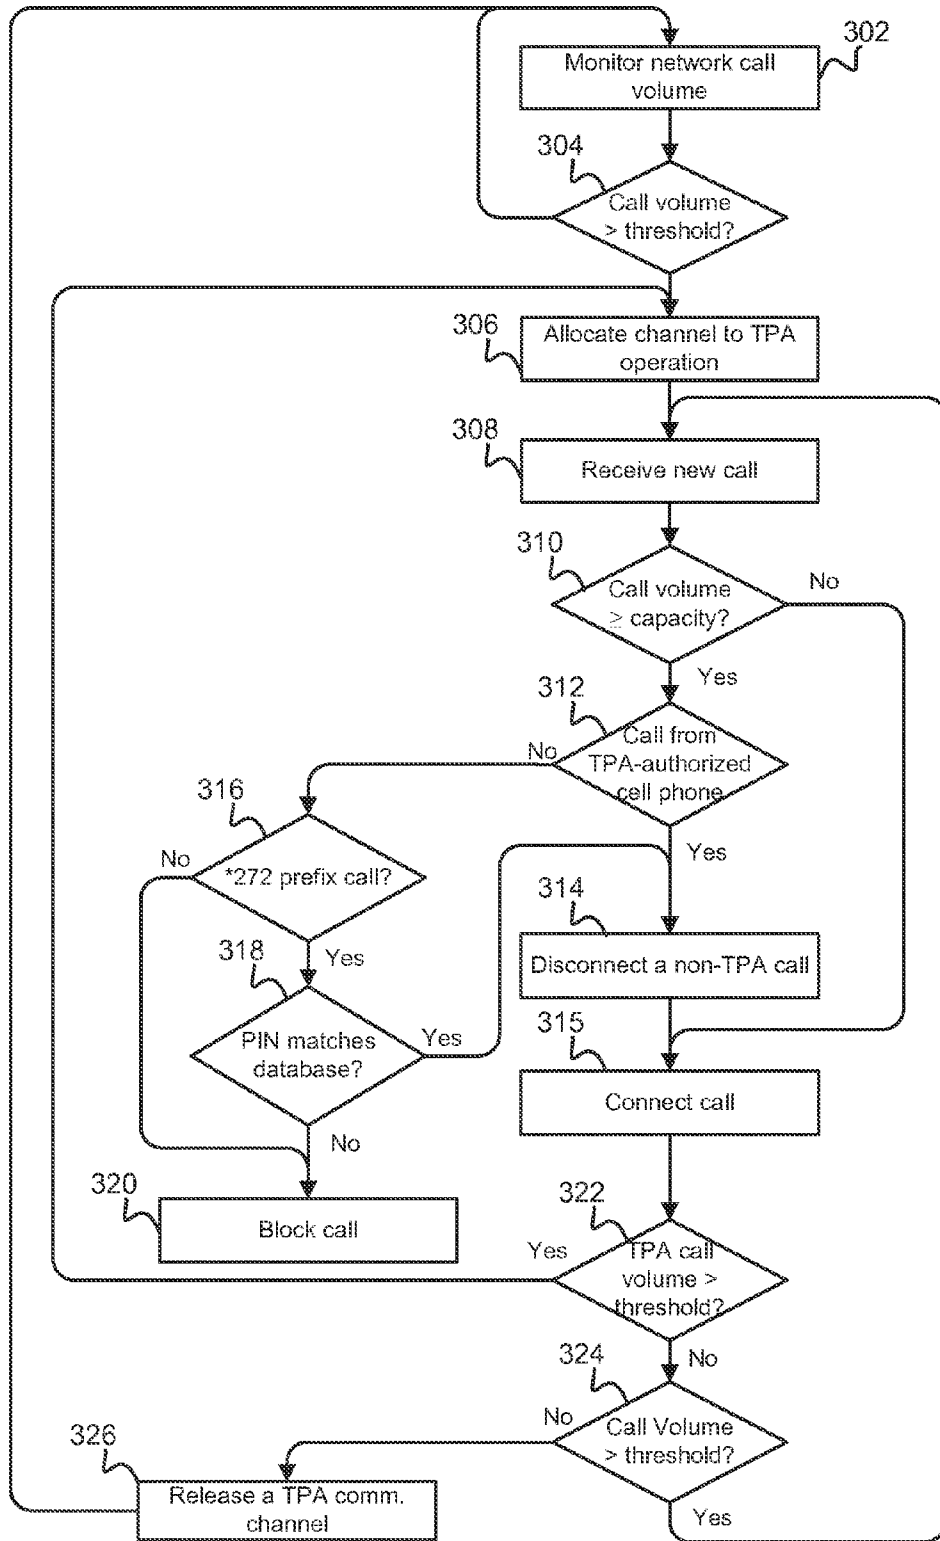 302
Monitor network call
volume
304
Call volume
> threshold?
306
Allocate channel to TPA
operation
308
Receive new call
310
No
Call volume
≥ capacity?
Yes
312
No
Call from
TPA-authorized
cell phone
316
Yes
No
*272 prefix call?
314
318
Yes
Disconnect a non-TPA call
Yes
315
PIN matches
database?
Connect call
No
320
322
Block call
Yes
TPA call
volume >
threshold?
324
No
No
Call Volume
> threshold?
326
Release a TPA comm.
channel
Yes